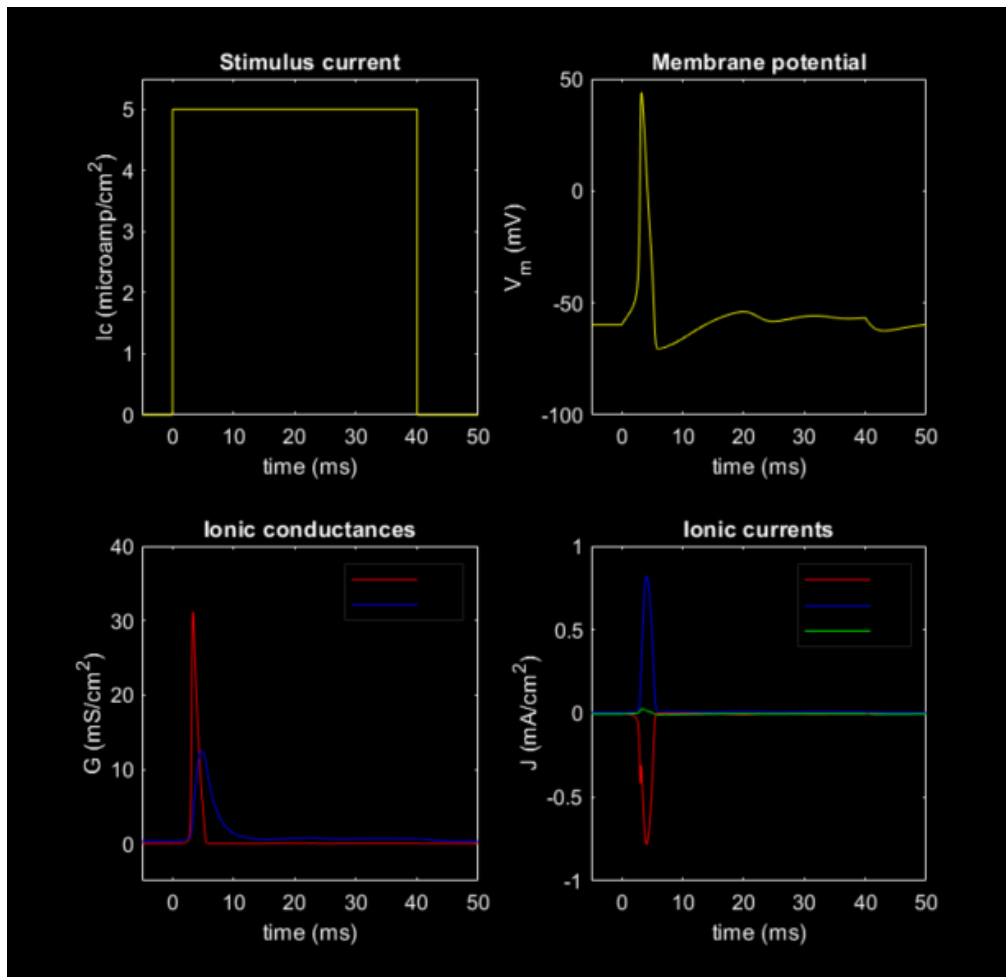 Stimulus current
5
4
3
2
1
0
Ic (microamp/cm²)
0 10 20 30 40 50
time (ms)
Membrane potential
50
0
-50
-100
V_m (mV)
0 10 20 30 40 50
time (ms)
Ionic conductances
40
30
20
10
0
G (mS/cm²)
0 10 20 30 40 50
time (ms)
Ionic currents
1
0.5
0
-0.5
-1
J (mA/cm²)
0 10 20 30 40 50
time (ms)